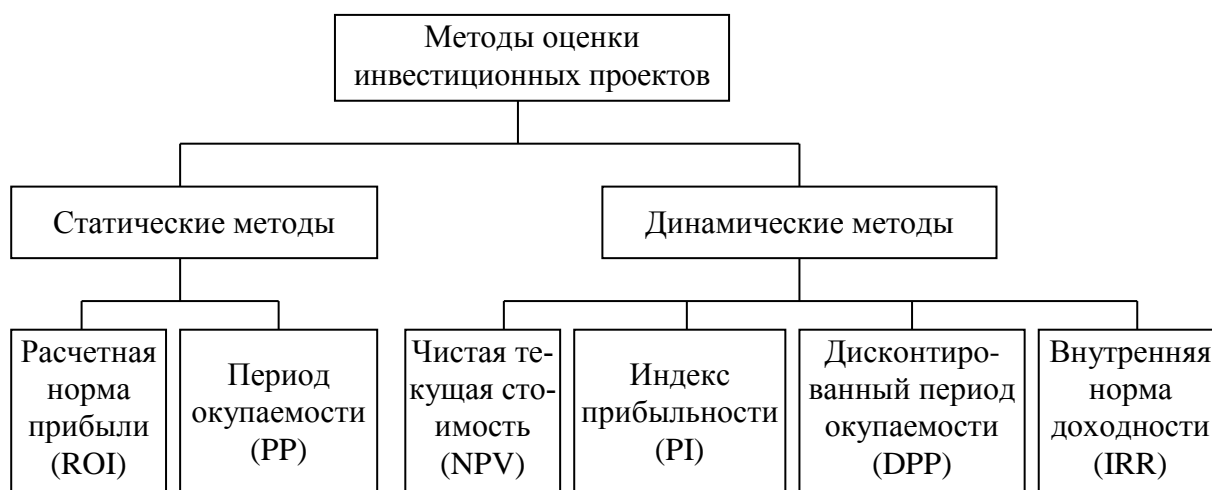 Методы оценки
инвестиционных проектов
Статические методы
Динамические методы
Расчетная
норма
прибыли
(ROI)
Период
окупаемости
(PP)
Чистая те-
кущая сто-
имость
(NPV)
Индекс
прибыльности
(PI)
Дисконтиро-
ванный период
окупаемости
(DPP)
Внутренняя
норма
доходности
(IRR)